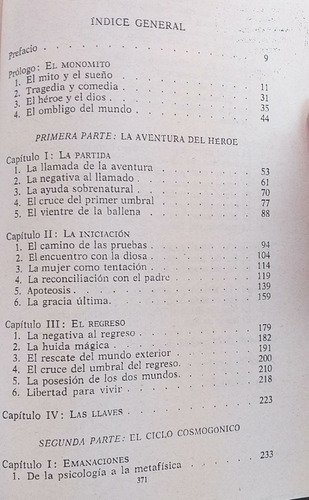 ÍNDICE GENERAL
Prefacio . . . . . . . . . . . . 9
Prólogo: EL MONOMITO
1. El mito y el sueño . . . . . . . . . 11
2. Tragedia y comedia . . . . . . . . . 31
3. El héroe y el dios . . . . . . . . . 35
4. El ombligo del mundo . . . . . . . . . 44
PRIMERA PARTE: LA AVENTURA DEL HÉROE
Capítulo I: LA PARTIDA
1. La llamada de la aventura . . . . . . . 53
2. La negativa al llamado . . . . . . . 61
3. La ayuda sobrenatural . . . . . . . 70
4. El cruce del primer umbral . . . . . . . 77
5. El vientre de la ballena . . . . . . . 88
Capítulo II: LA INICIACIÓN
1. El camino de las pruebas . . . . . . . 94
2. El encuentro con la diosa . . . . . . . 104
3. La mujer como tentación . . . . . . . 114
4. La reconciliación con el padre . . . . . . 119
5. Apoteosis . . . . . . . . . . 139
6. La gracia última. . . . . . . . . . 159
Capítulo III: EL REGRESO
1. La negativa al regreso . . . . . . . 179
2. La huida mágica . . . . . . . . . 182
3. El rescate del mundo exterior . . . . . . 191
4. El cruce del umbral del regreso. . . . . . 200
5. La posesión de los dos mundos. . . . . . 210
6. Libertad para vivir . . . . . . . . 218
Capítulo IV: LAS LLAVES . . . . . . . . 223
SEGUNDA PARTE: EL CICLO COSMOGONICO
Capítulo I: EMANACIONES
1. De la psicología a la metafísica . . . . . 233
371